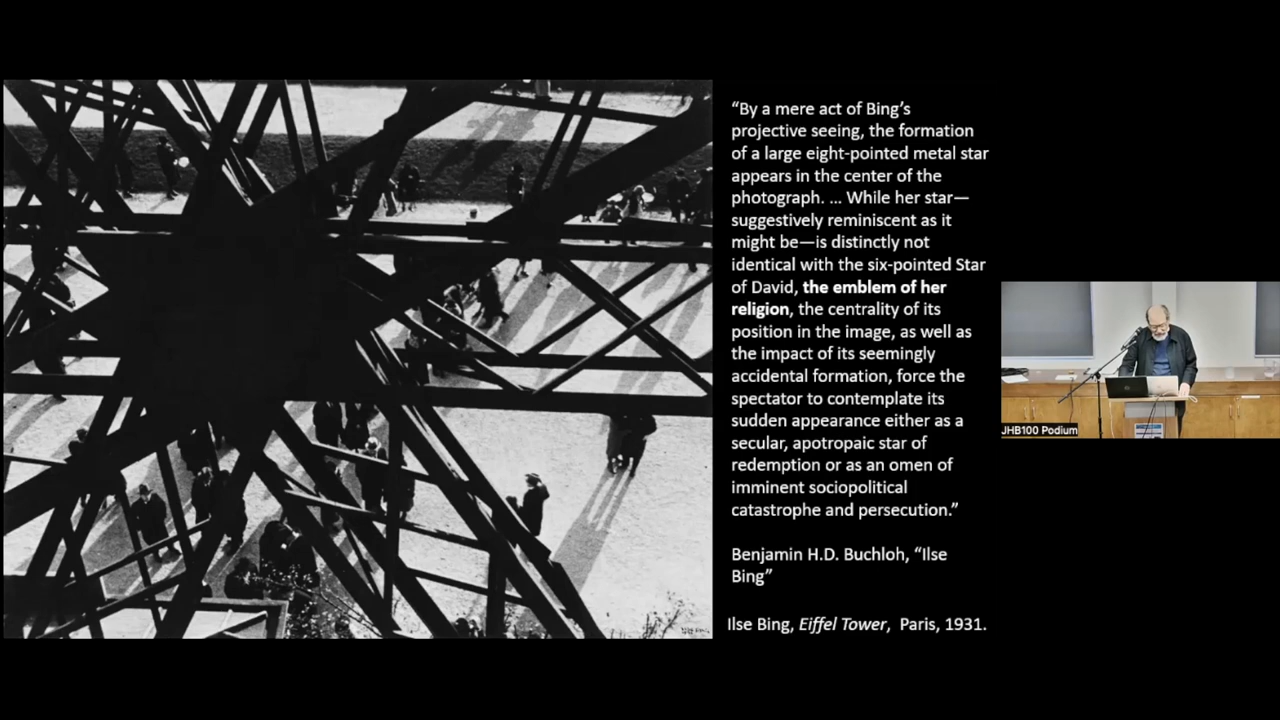 “By a mere act of Bing’s
projective seeing, the formation
of a large eight-pointed metal star
appears in the center of the
photograph. ... While her star—
suggestively reminiscent as it
might be—is distinctly not
identical with the six-pointed Star
of David, the emblem of her
religion, the centrality of its
position in the image, as well as
the impact of its seemingly
accidental formation, force the
spectator to contemplate its
sudden appearance either as a
secular, apotropaic star of
redemption or as an omen of
imminent sociopolitical
catastrophe and persecution.”
Benjamin H.D. Buchloh, “Ilse
Bing”
Ilse Bing, Eiffel Tower, Paris, 1931.
JHB100 Podium